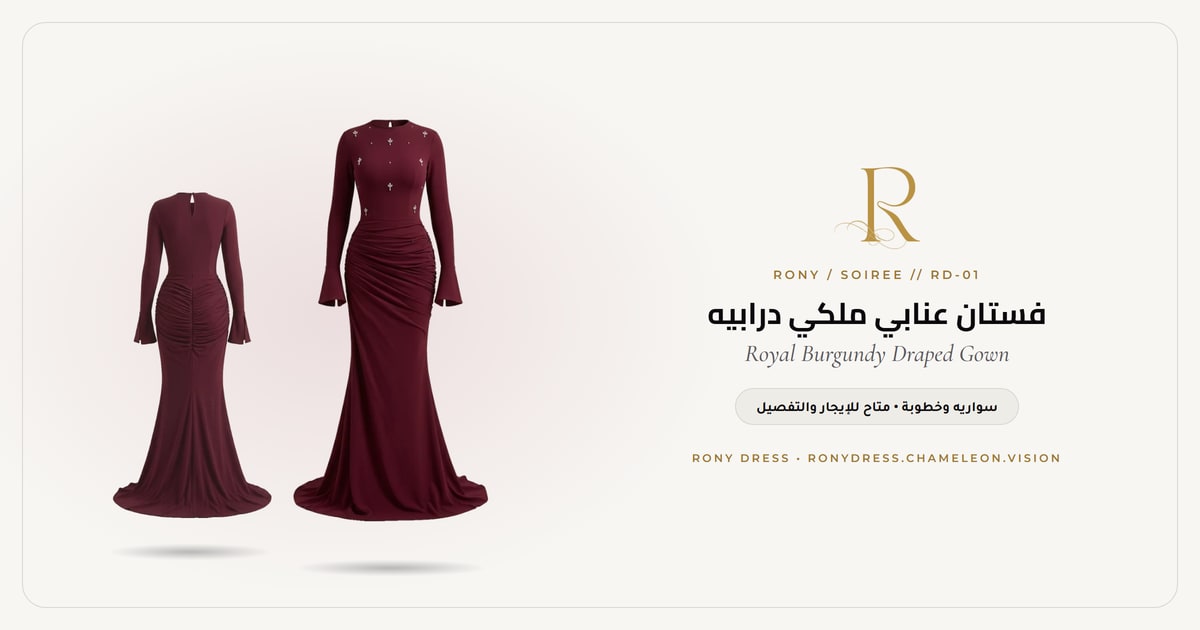 R
RONY / SOIREE // RD-01
فستان عنابي ملكي درابيه
Royal Burgundy Draped Gown
سواريه وخطوبة • متاح للإيجار والتفصيل
RONY DRESS • RONYDRESS.CHAMELEON.VISION